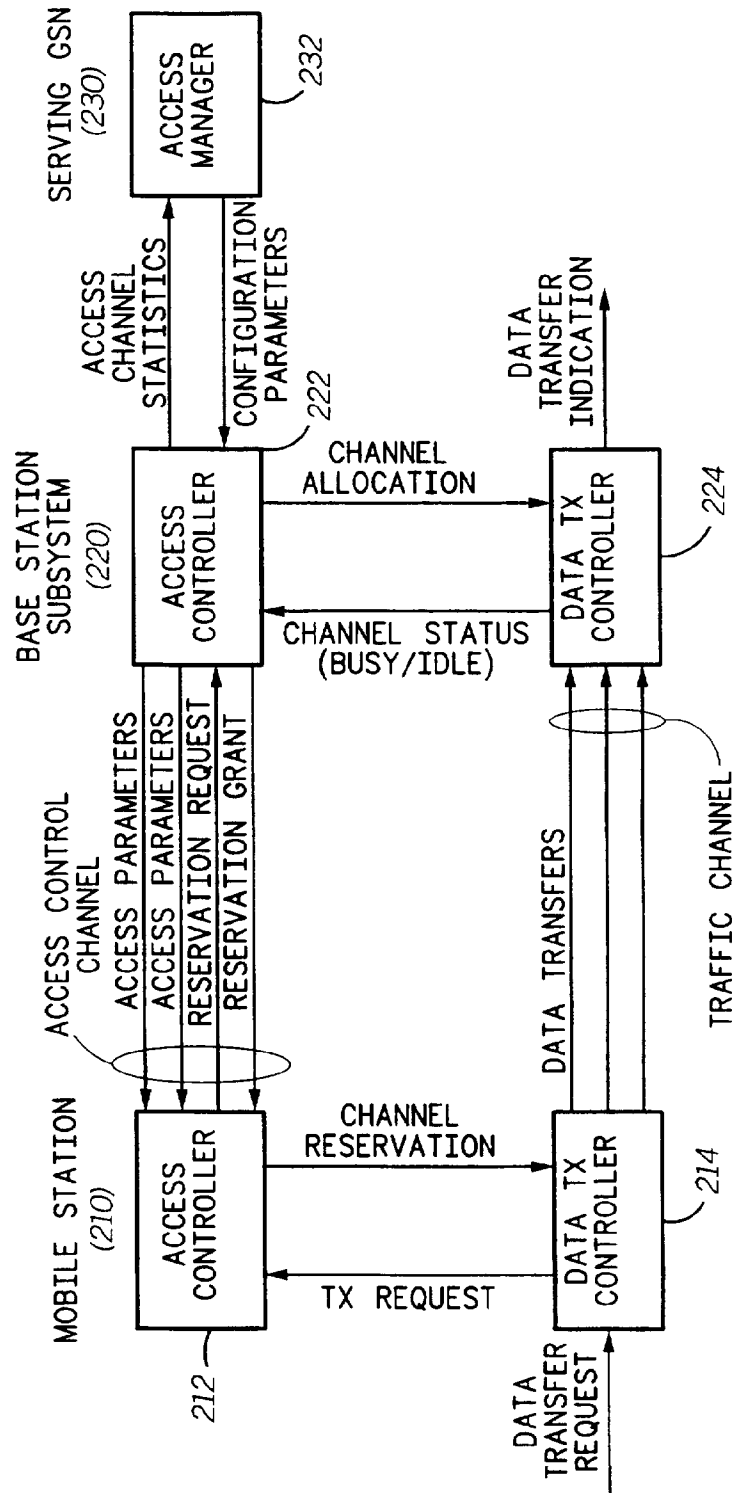 MOBILE STATION
(210)
BASE STATION
SUBSYSTEM
(220)
SERVING GSN
(230)
ACCESS CONTROL
CHANNEL
ACCESS PARAMETERS
ACCESS PARAMETERS
RESERVATION REQUEST
RESERVATION GRANT
ACCESS
CHANNEL
STATISTICS
CONFIGURATION
PARAMETERS
ACCESS
CONTROLLER
212
ACCESS
CONTROLLER
222
ACCESS
MANAGER
232
TX REQUEST
CHANNEL
RESERVATION
CHANNEL STATUS
(BUSY/IDLE)
CHANNEL
ALLOCATION
DATA
TRANSFER
REQUEST
DATA TX
CONTROLLER
214
DATA TRANSFERS
TRAFFIC CHANNEL
DATA TX
CONTROLLER
224
DATA
TRANSFER
INDICATION